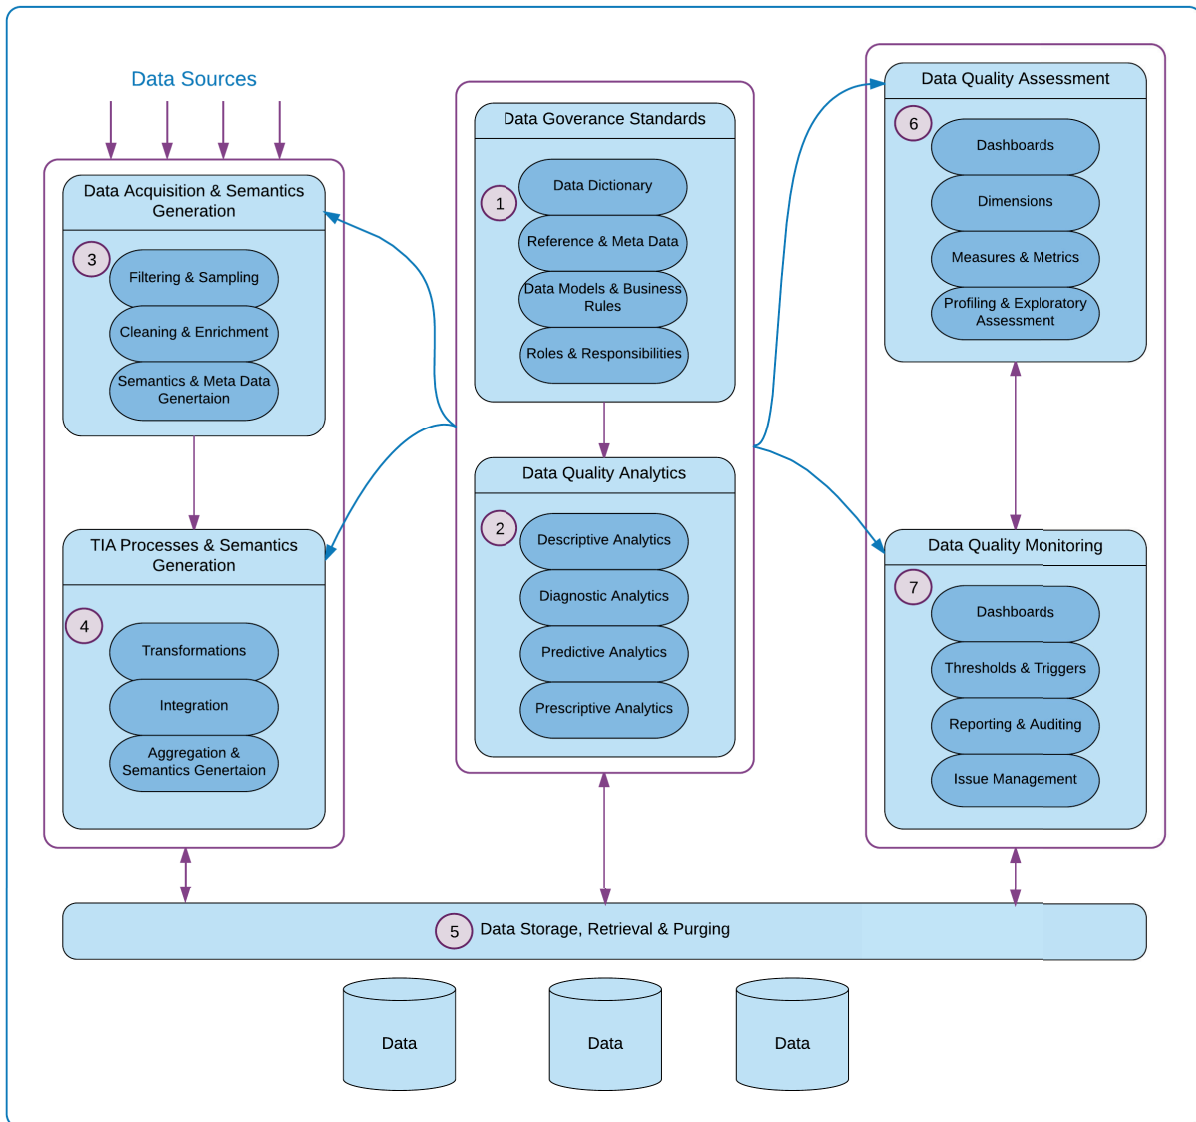 Data Sources
Data Acquisition & Semantics
Generation
3
Filtering & Sampling
Cleaning & Enrichment
Semantics & Meta Data
Genertaion
TIA Processes & Semantics
Generation
4
Transformations
Integration
Aggregation &
Semantics Genertaion
Data Goverance Standards
1
Data Dictionary
Reference & Meta Data
Data Models & Business
Rules
Roles & Responsibilities
Data Quality Analytics
2
Descriptive Analytics
Diagnostic Analytics
Predictive Analytics
Prescriptive Analytics
Data Quality Assessment
6
Dashboards
Dimensions
Measures & Metrics
Profiling & Exploratory
Assessment
Data Quality Monitoring
7
Dashboards
Thresholds & Triggers
Reporting & Auditing
Issue Management
5 Data Storage, Retrieval & Purging
Data
Data
Data